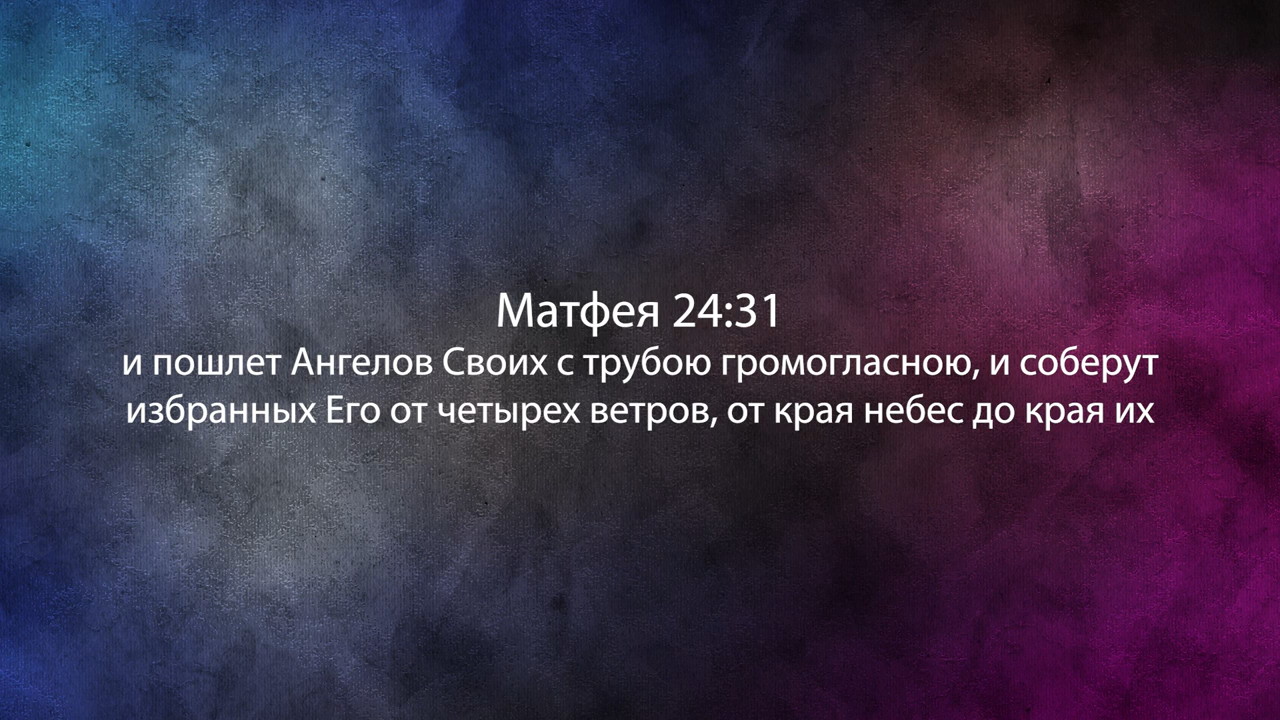 Матфея 24:31
и пошлет Ангелов Своих с трубою громогласною, и соберут
избранных Его от четырех ветров, от края небес до края их